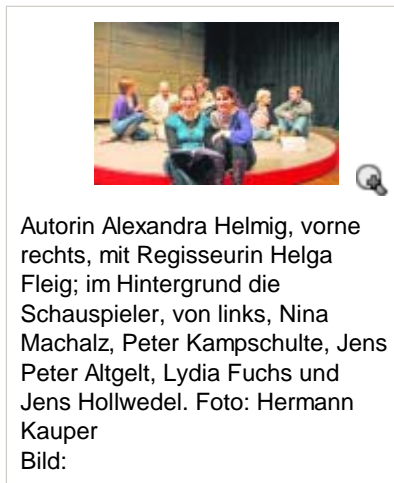 Autorin Alexandra Helmig, vorne
rechts, mit Regisseurin Helga
Fleig; im Hintergrund die
Schauspieler, von links, Nina
Machalz, Peter Kampschulte, Jens
Peter Altgelt, Lydia Fuchs und
Jens Hollwedel. Foto: Hermann
Kauper
Bild: